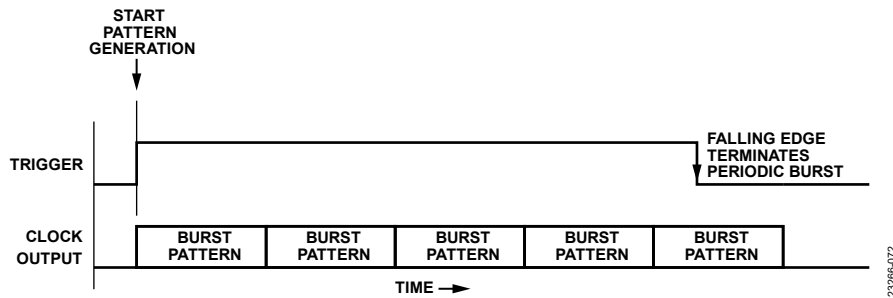 START
PATTERN
GENERATION
TRIGGER
FALLING EDGE
TERMINATES
PERIODIC BURST
CLOCK
OUTPUT
BURST
PATTERN
BURST
PATTERN
BURST
PATTERN
BURST
PATTERN
BURST
PATTERN
TIME
23266-072